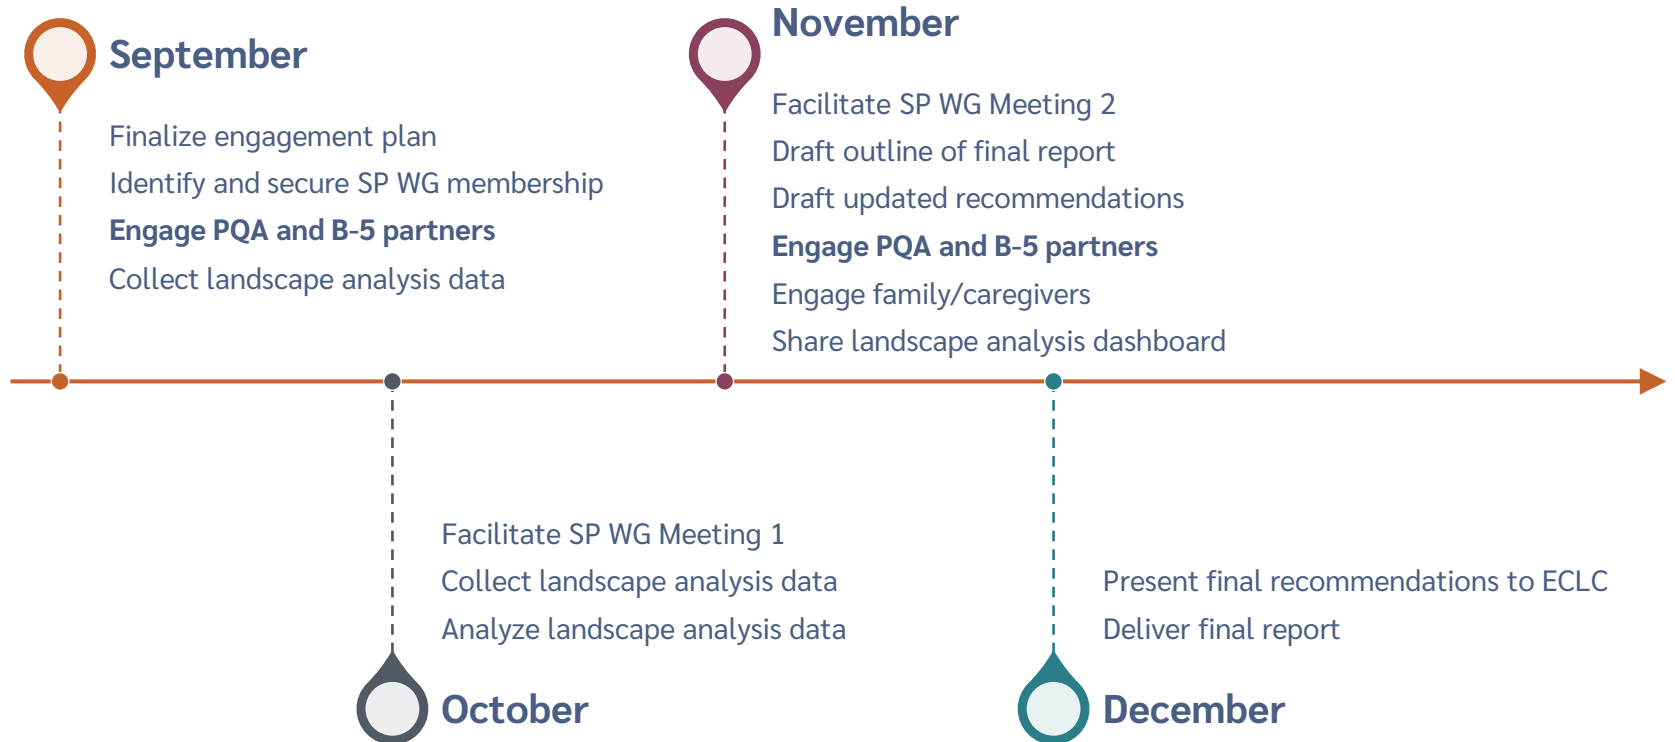 September
Finalize engagement plan
Identify and secure SP WG membership
Engage PQA and B-5 partners
Collect landscape analysis data
November
Facilitate SP WG Meeting 2
Draft outline of final report
Draft updated recommendations
Engage PQA and B-5 partners
Engage family/caregivers
Share landscape analysis dashboard
Facilitate SP WG Meeting 1
Collect landscape analysis data
Analyze landscape analysis data
October
Present final recommendations to ECLC
Deliver final report
December